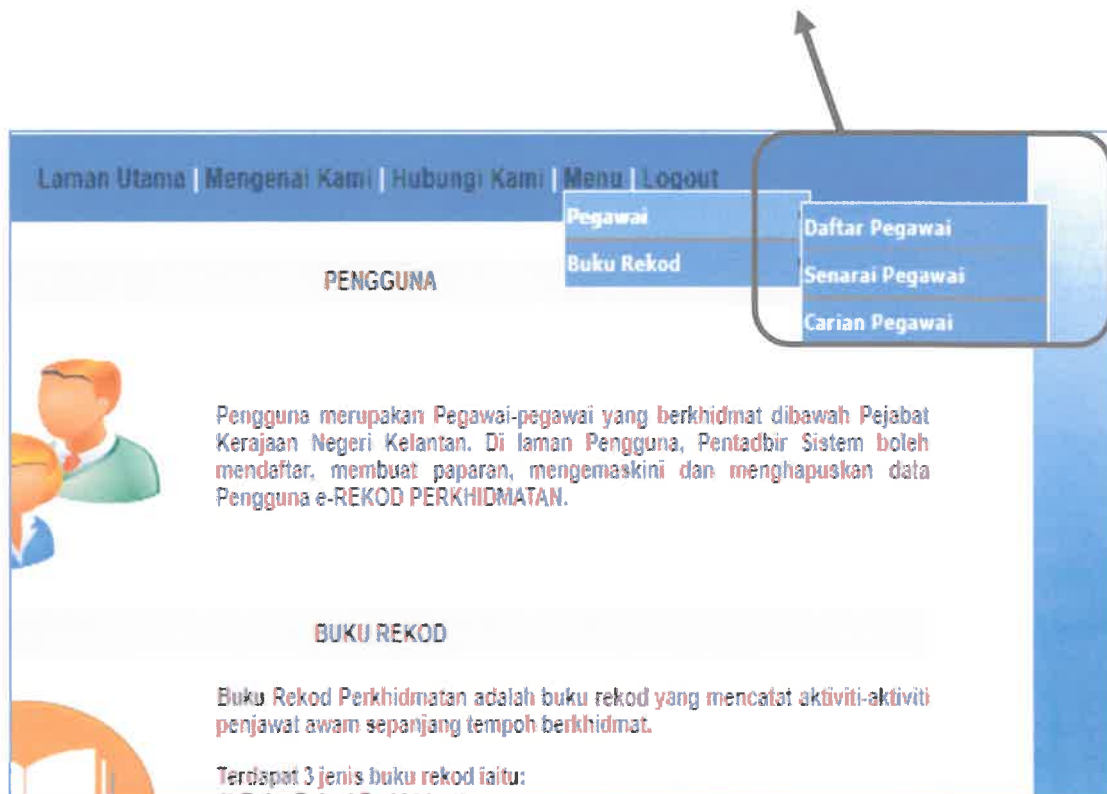 Laman Utama | Mengenai Kami | Hubungi Kami | Menu | Logout
Pegawai
Buku Rekod
Daftar Pegawai
Senarai Pegawai
Carian Pegawai
PENGGUNA
Pengguna merupakan Pegawai-pegawai yang berkhidmat dibawah Pejabat
Kerajaan Negeri Kelantan. Di laman Pengguna, Pentadbir Sistem boleh
mendaftar, membuat paparan, mengemaskini dan menghapuskan data
Pengguna e-REKOD PERKHIDMATAN.
BUKU REKOD
Buku Rekod Perkhidmatan adalah buku rekod yang mencatat aktiviti-aktiviti
penjawat awam sepanjang tempoh berkhidmat.
Terdapat 3 jenis buku rekod iaitu: